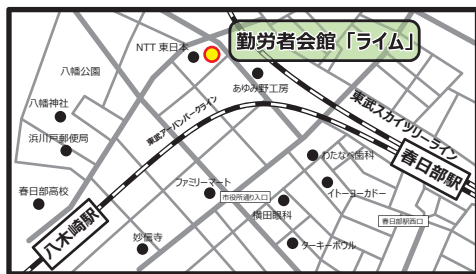 勤労者会館 「ライム」
NTT 東日本
八幡公園
あゆみ野工房
東武スカイツリーライン
八幡神社
浜川戸郵便局
東武アーバンパークライン
わたなべ歯科
春日部駅
ファミリーマート
イトーヨーカドー
春日部高校
市役所通り入口
横田眼科
春日部駅西口
八木崎駅
妙信寺
ターキーボウル